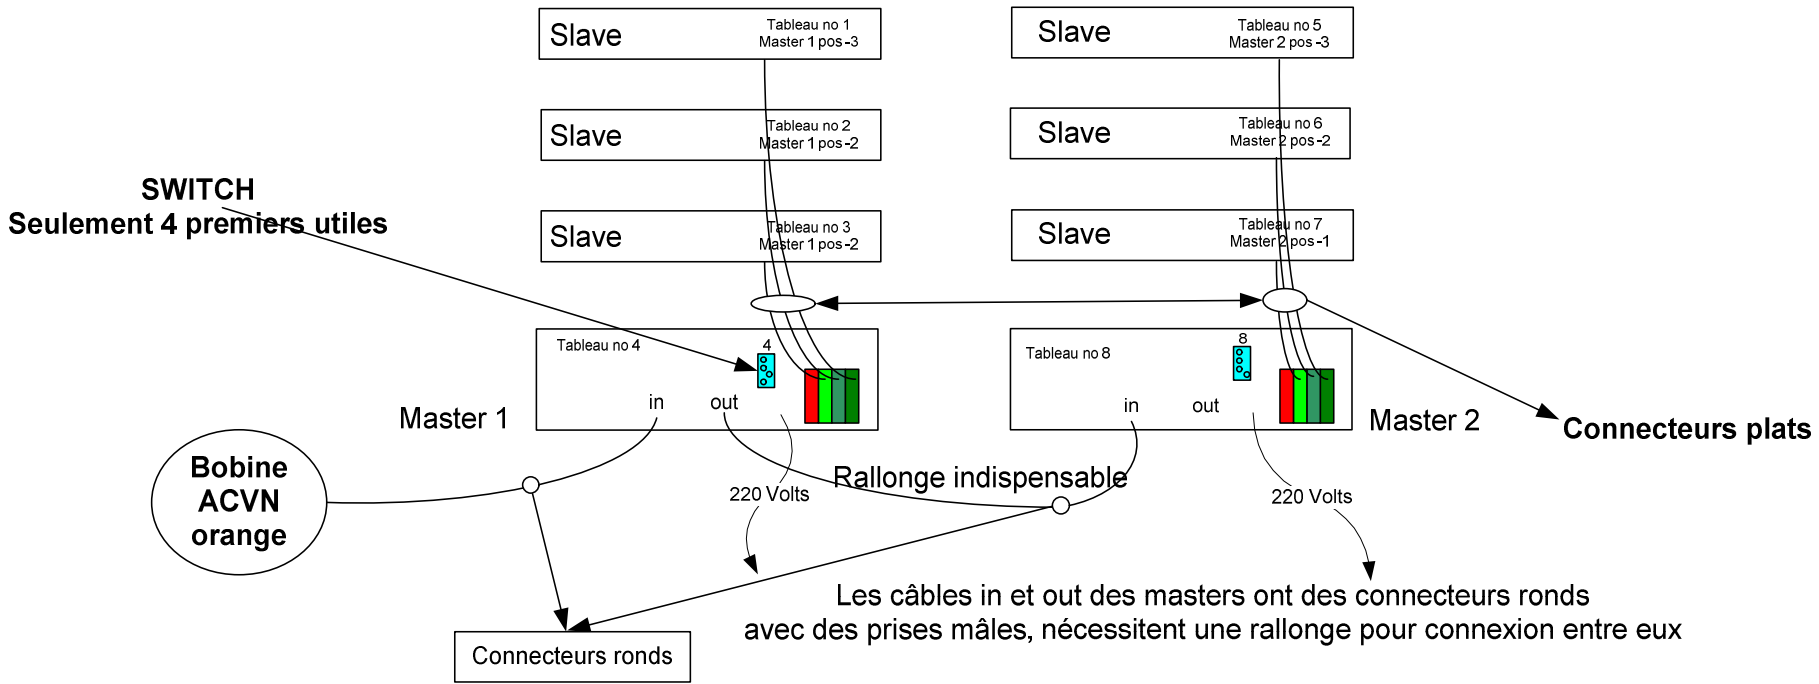 Slave
Tableau no 1
Master 1 pos-3
Slave
Tableau no 5
Master 2 pos-3
Slave
Tableau no 2
Master 1 pos-2
Slave
Tableau no 6
Master 2 pos-2
SWITCH
Seulement 4 premiers utiles
Slave
Tableau no 3
Master 1 pos-2
Slave
Tableau no 7
Master 2 pos-1
Tableau no 4
4
in
out
Master 1
Tableau no 8
8
in
out
Master 2
Connecteurs plats
Bobine
ACVN
orange
Rallonge indispensable
220 Volts
220 Volts
Les câbles in et out des masters ont des connecteurs ronds
avec des prises mâles, nécessitent une rallonge pour connexion entre eux
Connecteurs ronds